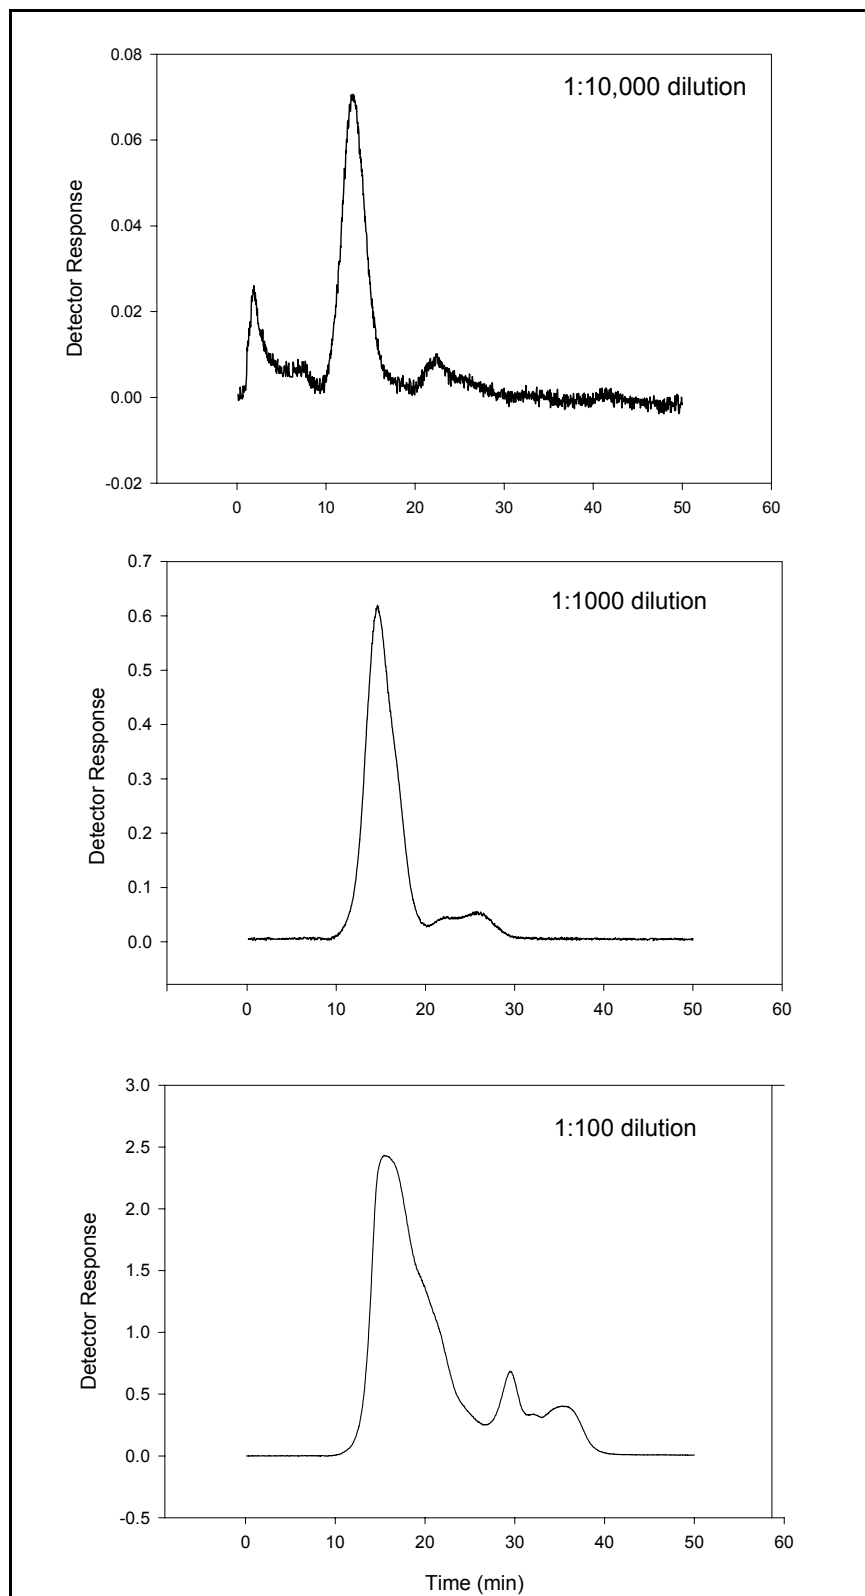 0.08
1:10,000 dilution
0.06
0.04
Detector Response
0.02
0.00
-0.02
0 10 20 30 40 50 60
0.7
0.6
1:1000 dilution
0.5
0.4
Detector Response
0.3
0.2
0.1
0.0
0 10 20 30 40 50 60
3.0
2.5
1:100 dilution
2.0
1.5
Detector Response
1.0
0.5
0.0
-0.5
0 10 20 30 40 50 60
Time (min)